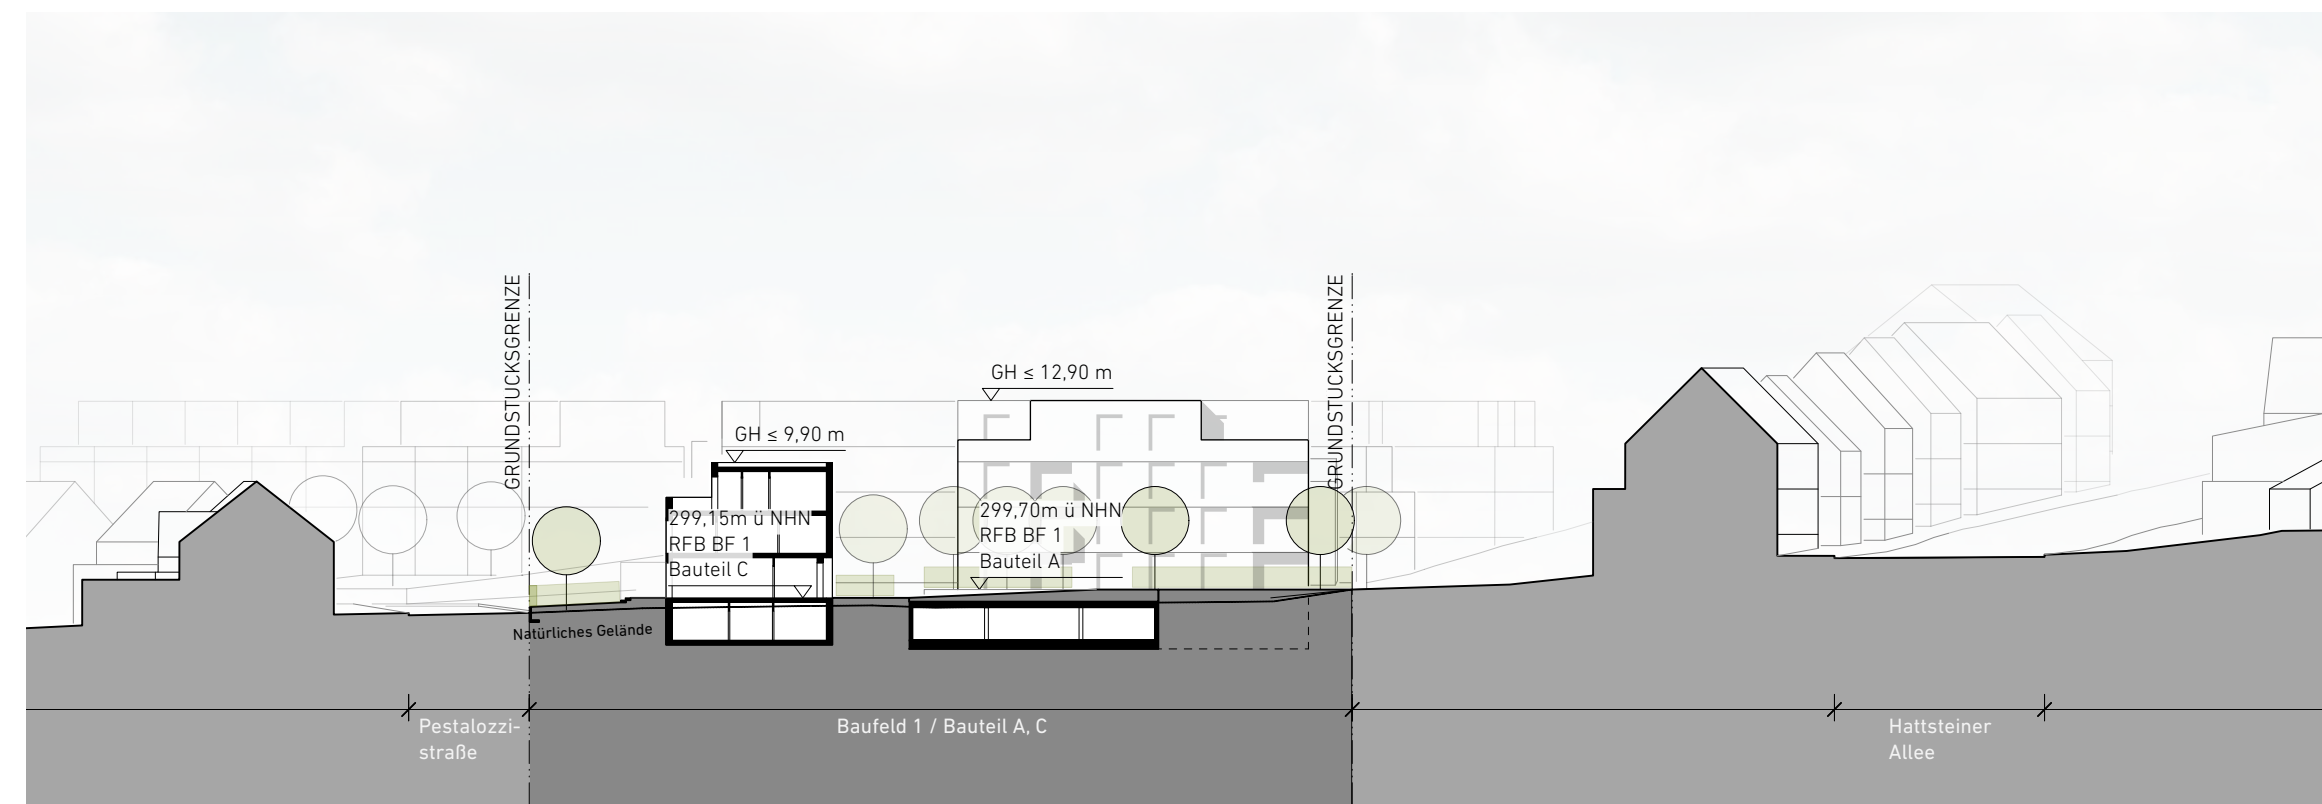 GRUNDSTÜCKSGRENZE
GRUNDSTÜCKSGRENZE
GH ≤ 12,90 m
GH ≤ 9,90 m
299,15m ü NHN
RFB BF 1
Bauteil C
299,70m ü NHN
RFB BF 1
Bauteil A
Natürliches Gelände
Pestalozzi-
straße
Baufeld 1 / Bauteil A, C
Hattsteiner
Allee